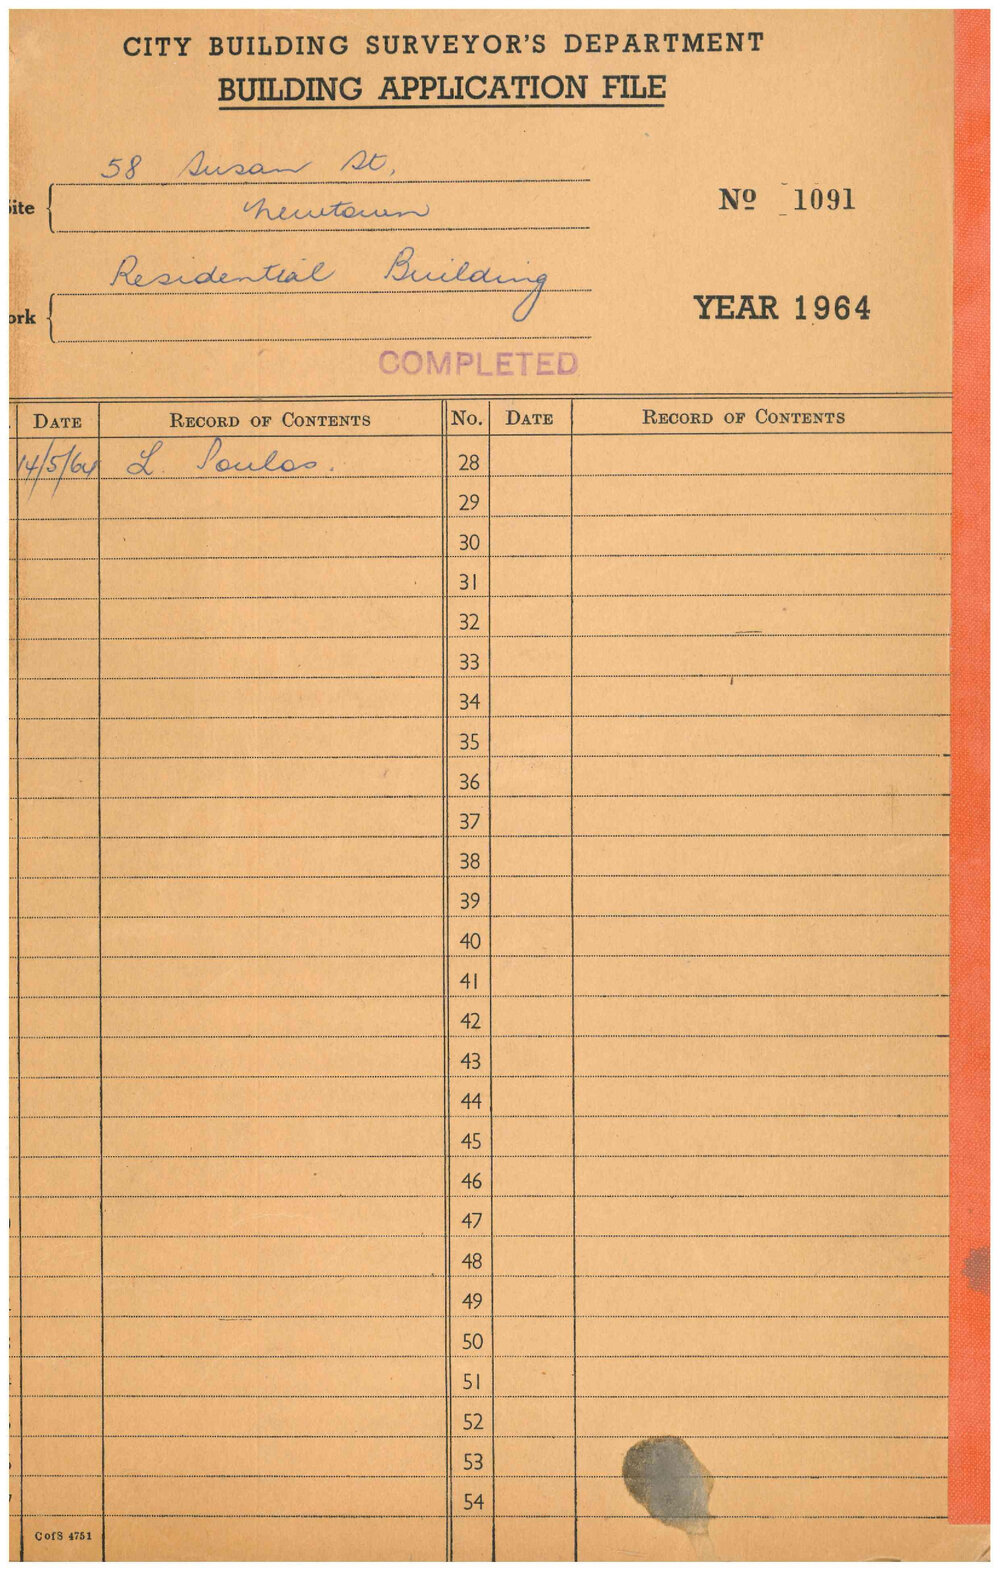 CITY BUILDING SURVEYOR'S DEPARTMENT
BUILDING APPLICATION FILE
58 Susan St,
ite Newtown
Nº 1091
Residential Building
ork
YEAR 1964
COMPLETED
DATE RECORD OF CONTENTS No. DATE RECORD OF CONTENTS
14/5/64 L. Poulos. 28
29
30
31
32
33
34
35
36
37
38
39
40
41
42
43
44
45
46
47
48
49
50
51
52
53
54
C of S 4751